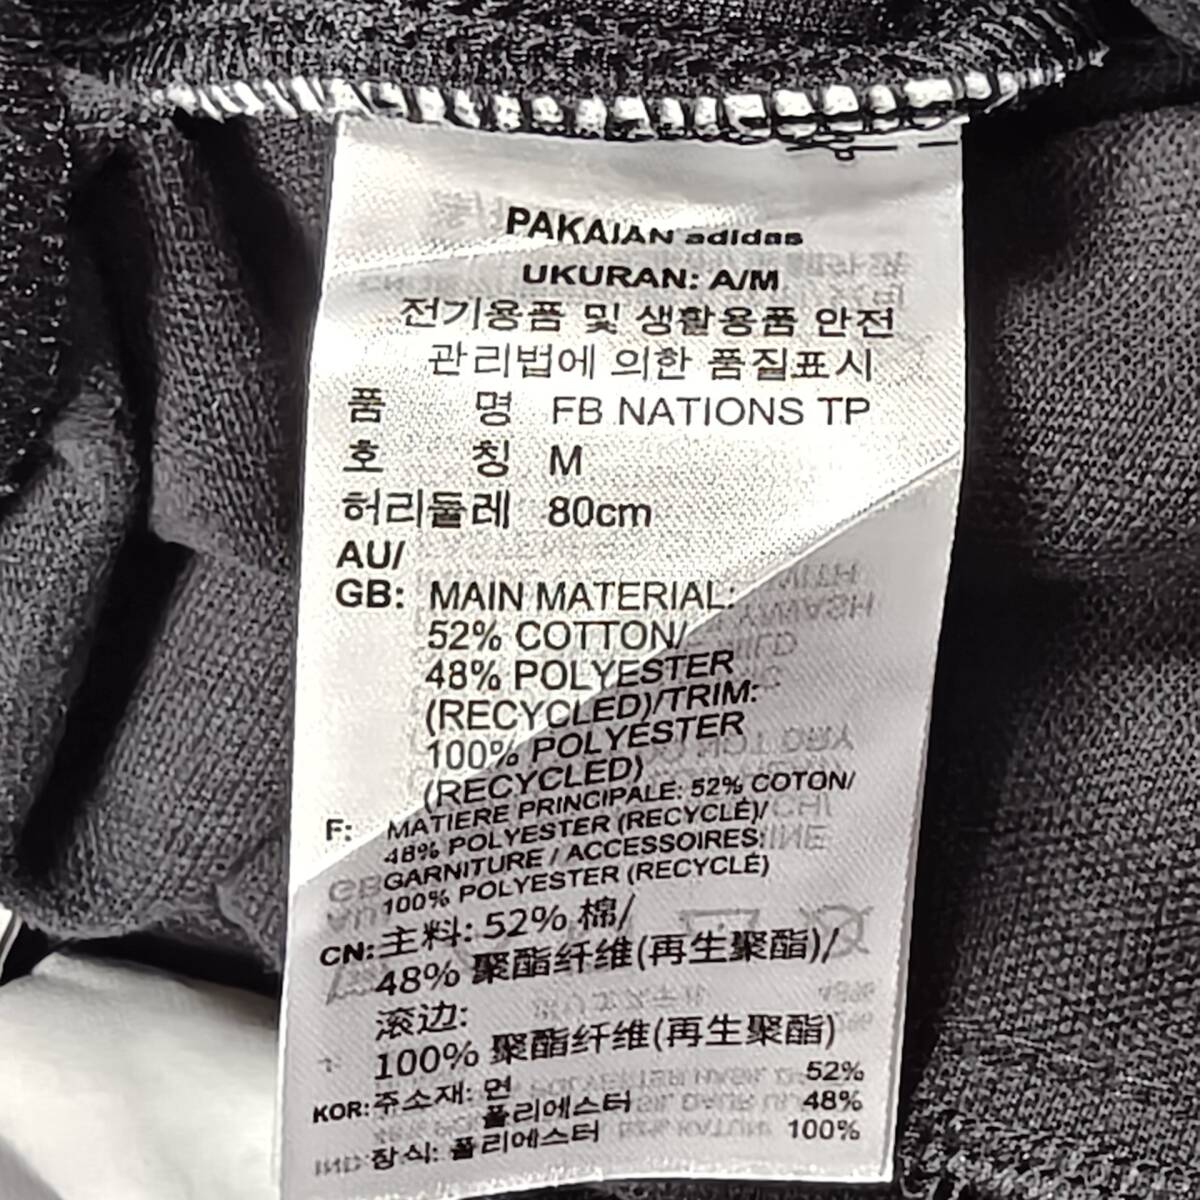 PAKAIAN adidas
UKURAN: A/M
전기용품 및 생활용품 안전
관리법에 의한 품질표시
품 명 FB NATIONS TP
호 칭 M
허리둘레 80cm
AU/
GB: MAIN MATERIAL:
52% COTTON/
48% POLYESTER
(RECYCLED)/TRIM:
100% POLYESTER
(RECYCLED)
F: MATIERE PRINCIPALE: 52% COTON/
48% POLYESTER (RECYCLÉ)/
GARNITURE / ACCESSOIRES:
100% POLYESTER (RECYCLÉ)
CN: 主料: 52% 棉/
48% 聚酯纤维(再生聚酯)/
滚边:
100% 聚酯纤维(再生聚酯)
KOR: 주소재: 면 52%
폴리에스터 48%
장식: 폴리에스터 100%